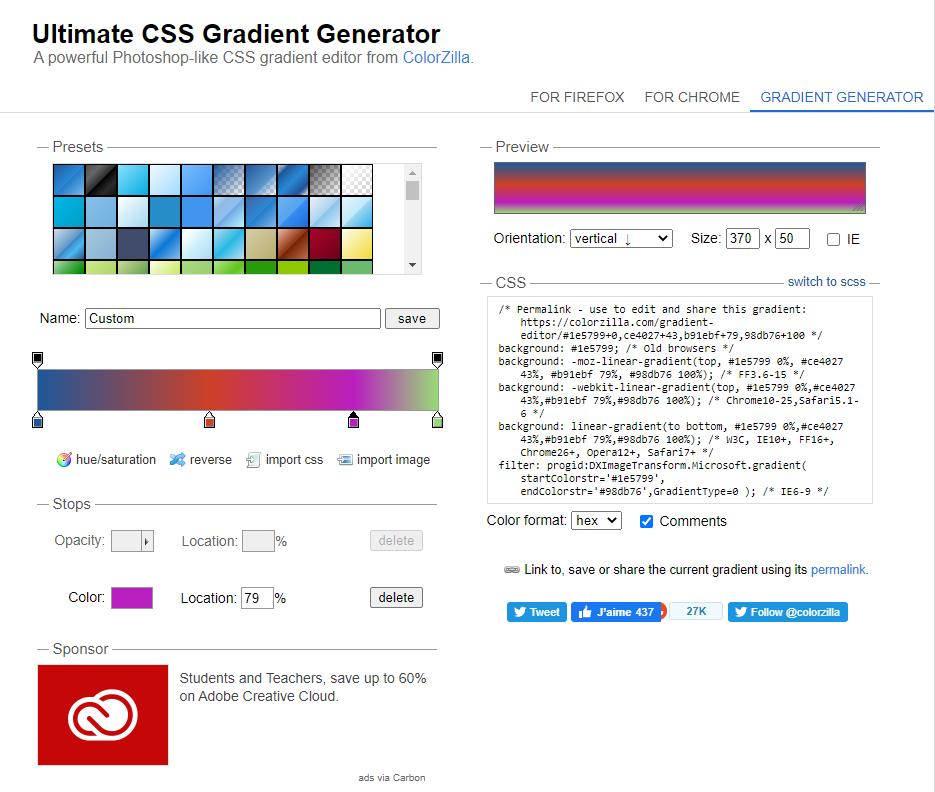 Ultimate CSS Gradient Generator
A powerful Photoshop-like CSS gradient editor from ColorZilla.
FOR FIREFOX FOR CHROME GRADIENT GENERATOR
Presets
Name: Custom save
hue/saturation reverse import css import image
Stops
Opacity: Location: % delete
Color: Location: 79 % delete
Sponsor
Students and Teachers, save up to 60%
on Adobe Creative Cloud.
ads via Carbon
Preview
Orientation: vertical ↓ Size: 370 x 50 IE
CSS switch to scss
/* Permalink - use to edit and share this gradient:
https://colorzilla.com/gradient-
editor/#1e5799+0,ce4027+43,b91ebf+79,98db76+100 */
background: #1e5799; /* Old browsers */
background: -moz-linear-gradient(top, #1e5799 0%, #ce4027
43%, #b91ebf 79%, #98db76 100%); /* FF3.6-15 */
background: -webkit-linear-gradient(top, #1e5799 0%,#ce4027
43%,#b91ebf 79%,#98db76 100%); /* Chrome10-25,Safari5.1-
6 */
background: linear-gradient(to bottom, #1e5799 0%,#ce4027
43%,#b91ebf 79%,#98db76 100%); /* W3C, IE10+, FF16+,
Chrome26+, Opera12+, Safari7+ */
filter: progid:DXImageTransform.Microsoft.gradient(
startColorstr='#1e5799',
endColorstr='#98db76',GradientType=0 ); /* IE6-9 */
Color format: hex Comments
Link to, save or share the current gradient using its permalink.
Tweet J'aime 437 27K Follow @colorzilla